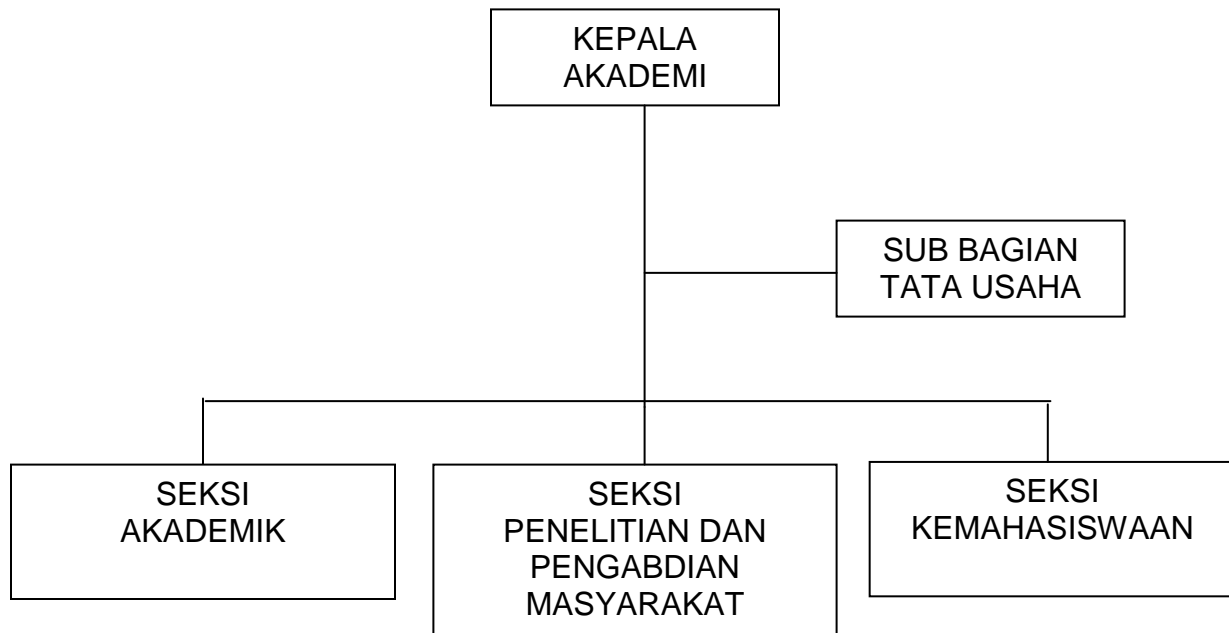 KEPALA
AKADEMI
SUB BAGIAN
TATA USAHA
SEKSI
AKADEMIK
SEKSI
PENELITIAN DAN
PENGABDIAN
MASYARAKAT
SEKSI
KEMAHASISWAAN